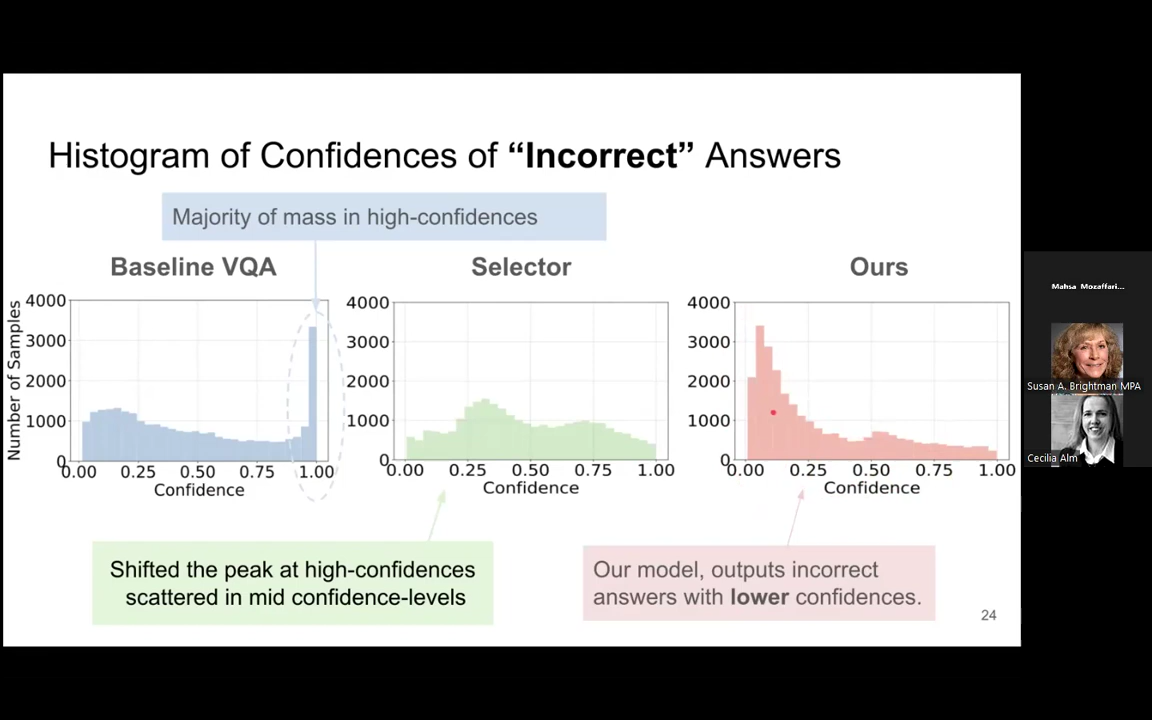 Histogram of Confidences of “Incorrect” Answers
Majority of mass in high-confidences
Baseline VQA
Selector
Ours
Number of Samples
4000
3000
2000
1000
0
0.00 0.25 0.50 0.75 1.00
Confidence
4000
3000
2000
1000
0
0.00 0.25 0.50 0.75 1.00
Confidence
4000
3000
2000
1000
0
0.00 0.25 0.50 0.75 1.00
Confidence
Shifted the peak at high-confidences
scattered in mid confidence-levels
Our model, outputs incorrect
answers with lower confidences.
24
Mahsa Mozaffari...
Susan A. Brightman MPA
Cecilia Alm